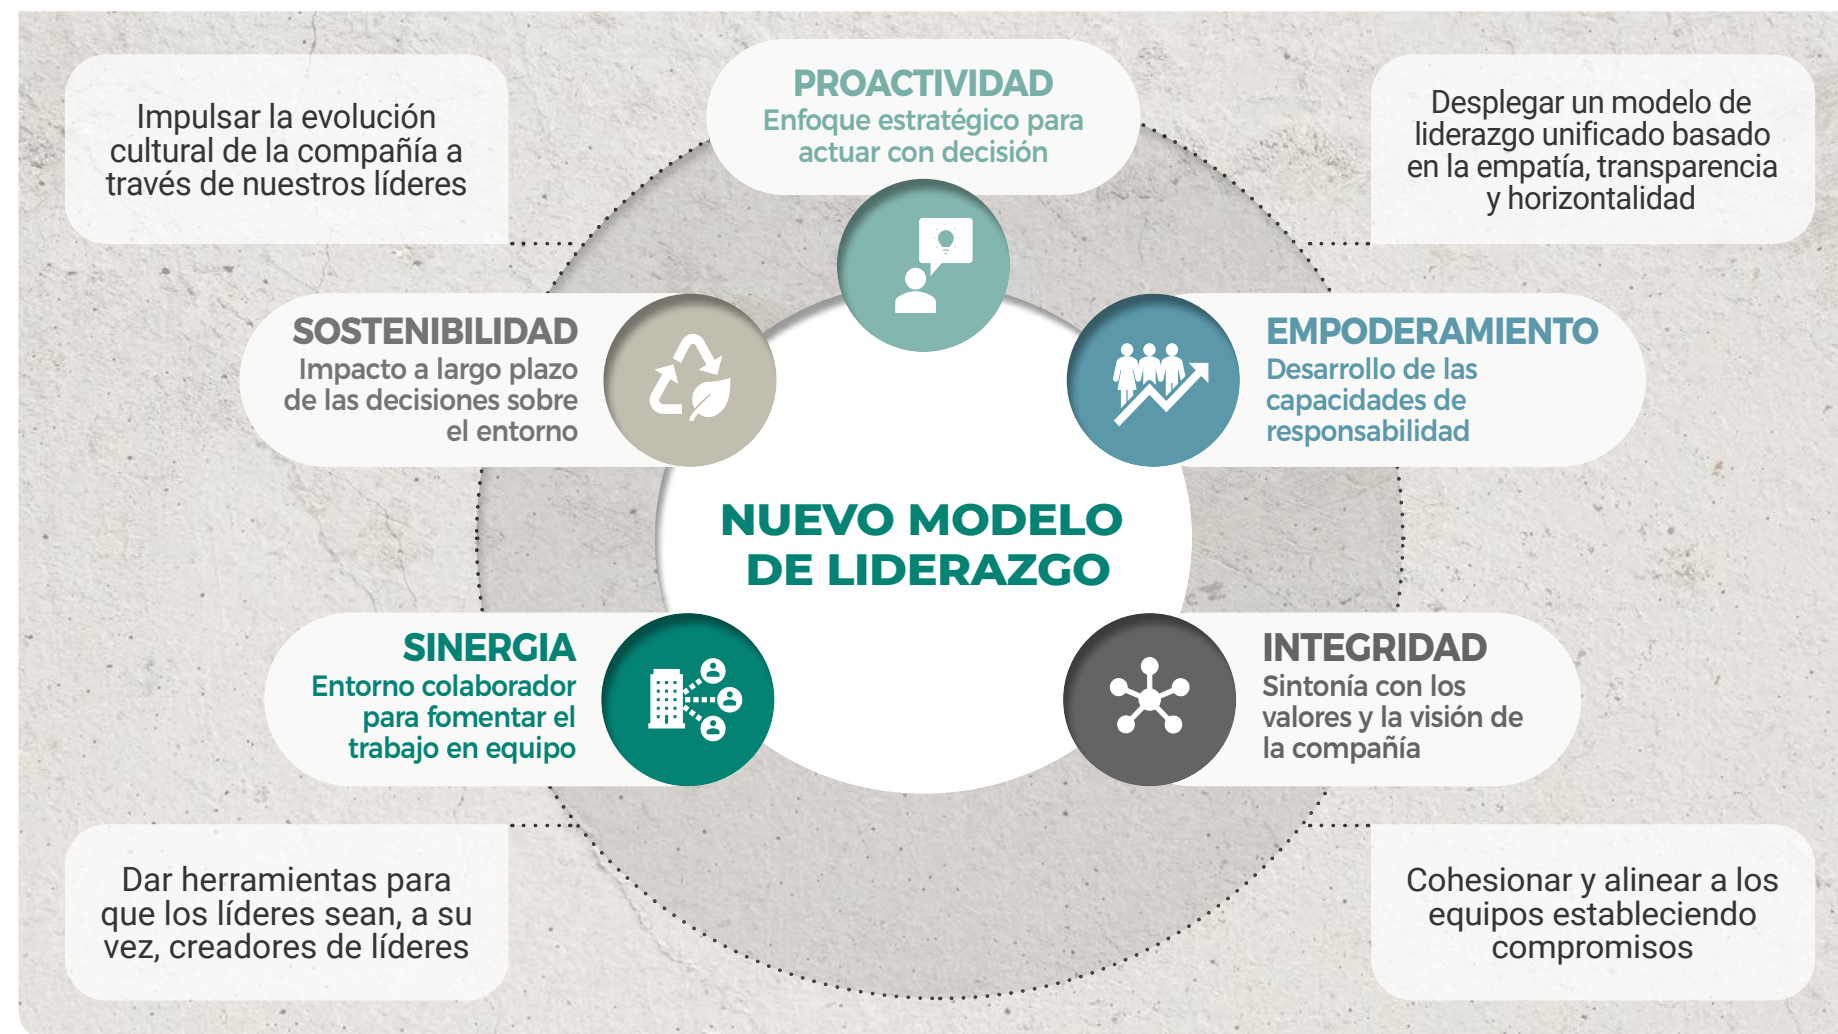 PROACTIVIDAD
Enfoque estratégico para
actuar con decisión
Impulsar la evolución
cultural de la compañía a
través de nuestros líderes
Desplegar un modelo de
liderazgo unificado basado
en la empatía, transparencia
y horizontalidad
SOSTENIBILIDAD
Impacto a largo plazo
de las decisiones sobre
el entorno
EMPODERAMIENTO
Desarrollo de las
capacidades de
responsabilidad
NUEVO MODELO
DE LIDERAZGO
SINERGIA
Entorno colaborador
para fomentar el
trabajo en equipo
INTEGRIDAD
Sintonía con los
valores y la visión de
la compañía
Dar herramientas para
que los líderes sean, a su
vez, creadores de líderes
Cohesionar y alinear a los
equipos estableciendo
compromisos